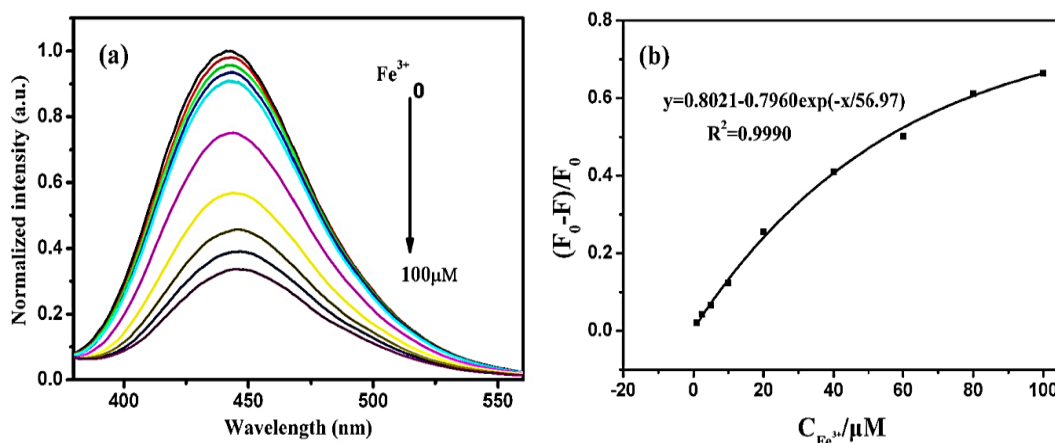 (a)
Fe³⁺
0
100μM
Normalized intensity (a.u.)
1.0
0.8
0.6
0.4
0.2
0.0
400
450
500
550
Wavelength (nm)
(b)
y=0.8021-0.7960exp(-x/56.97)
R²=0.9990
(F₀-F)/F₀
0.8
0.6
0.4
0.2
0.0
-20
0
20
40
60
80
100
C_Fe³⁺/μM